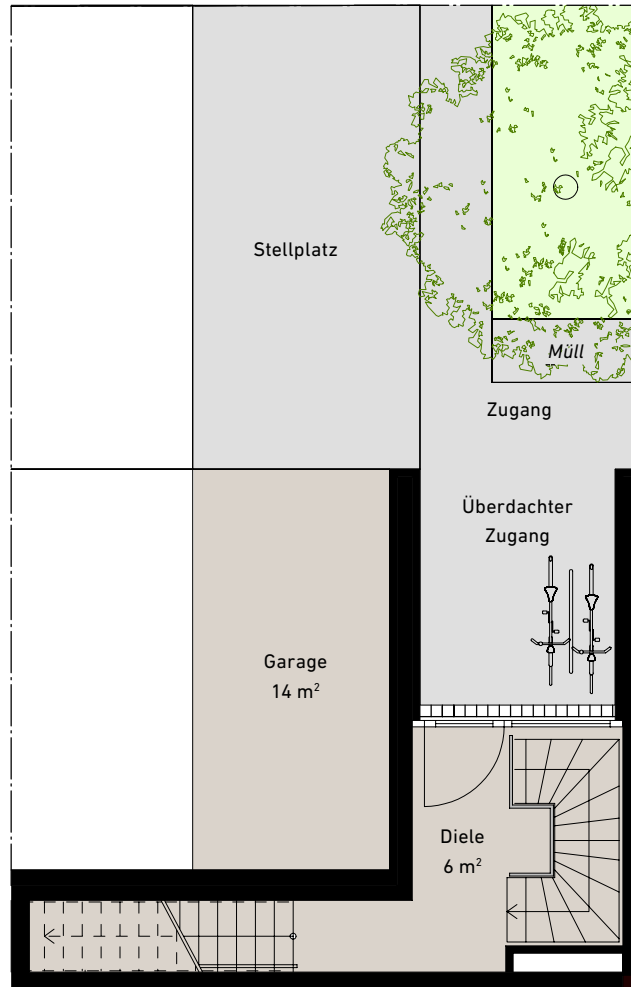 Stellplatz
Müll
Zugang
Überdachter
Zugang
Garage
14 m²
Diele
6 m²